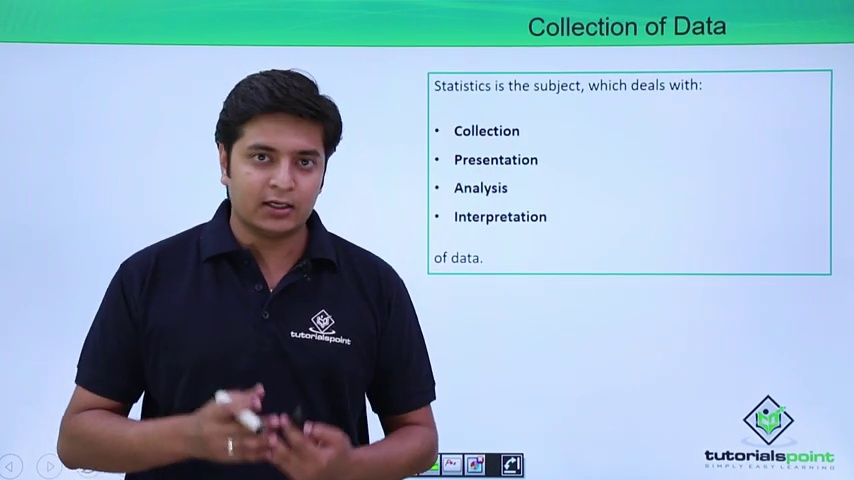 Collection of Data
Statistics is the subject, which deals with:
• Collection
• Presentation
• Analysis
• Interpretation
of data.
tutorialspoint
tutorialspoint
SIMPLY EASY LEARNING